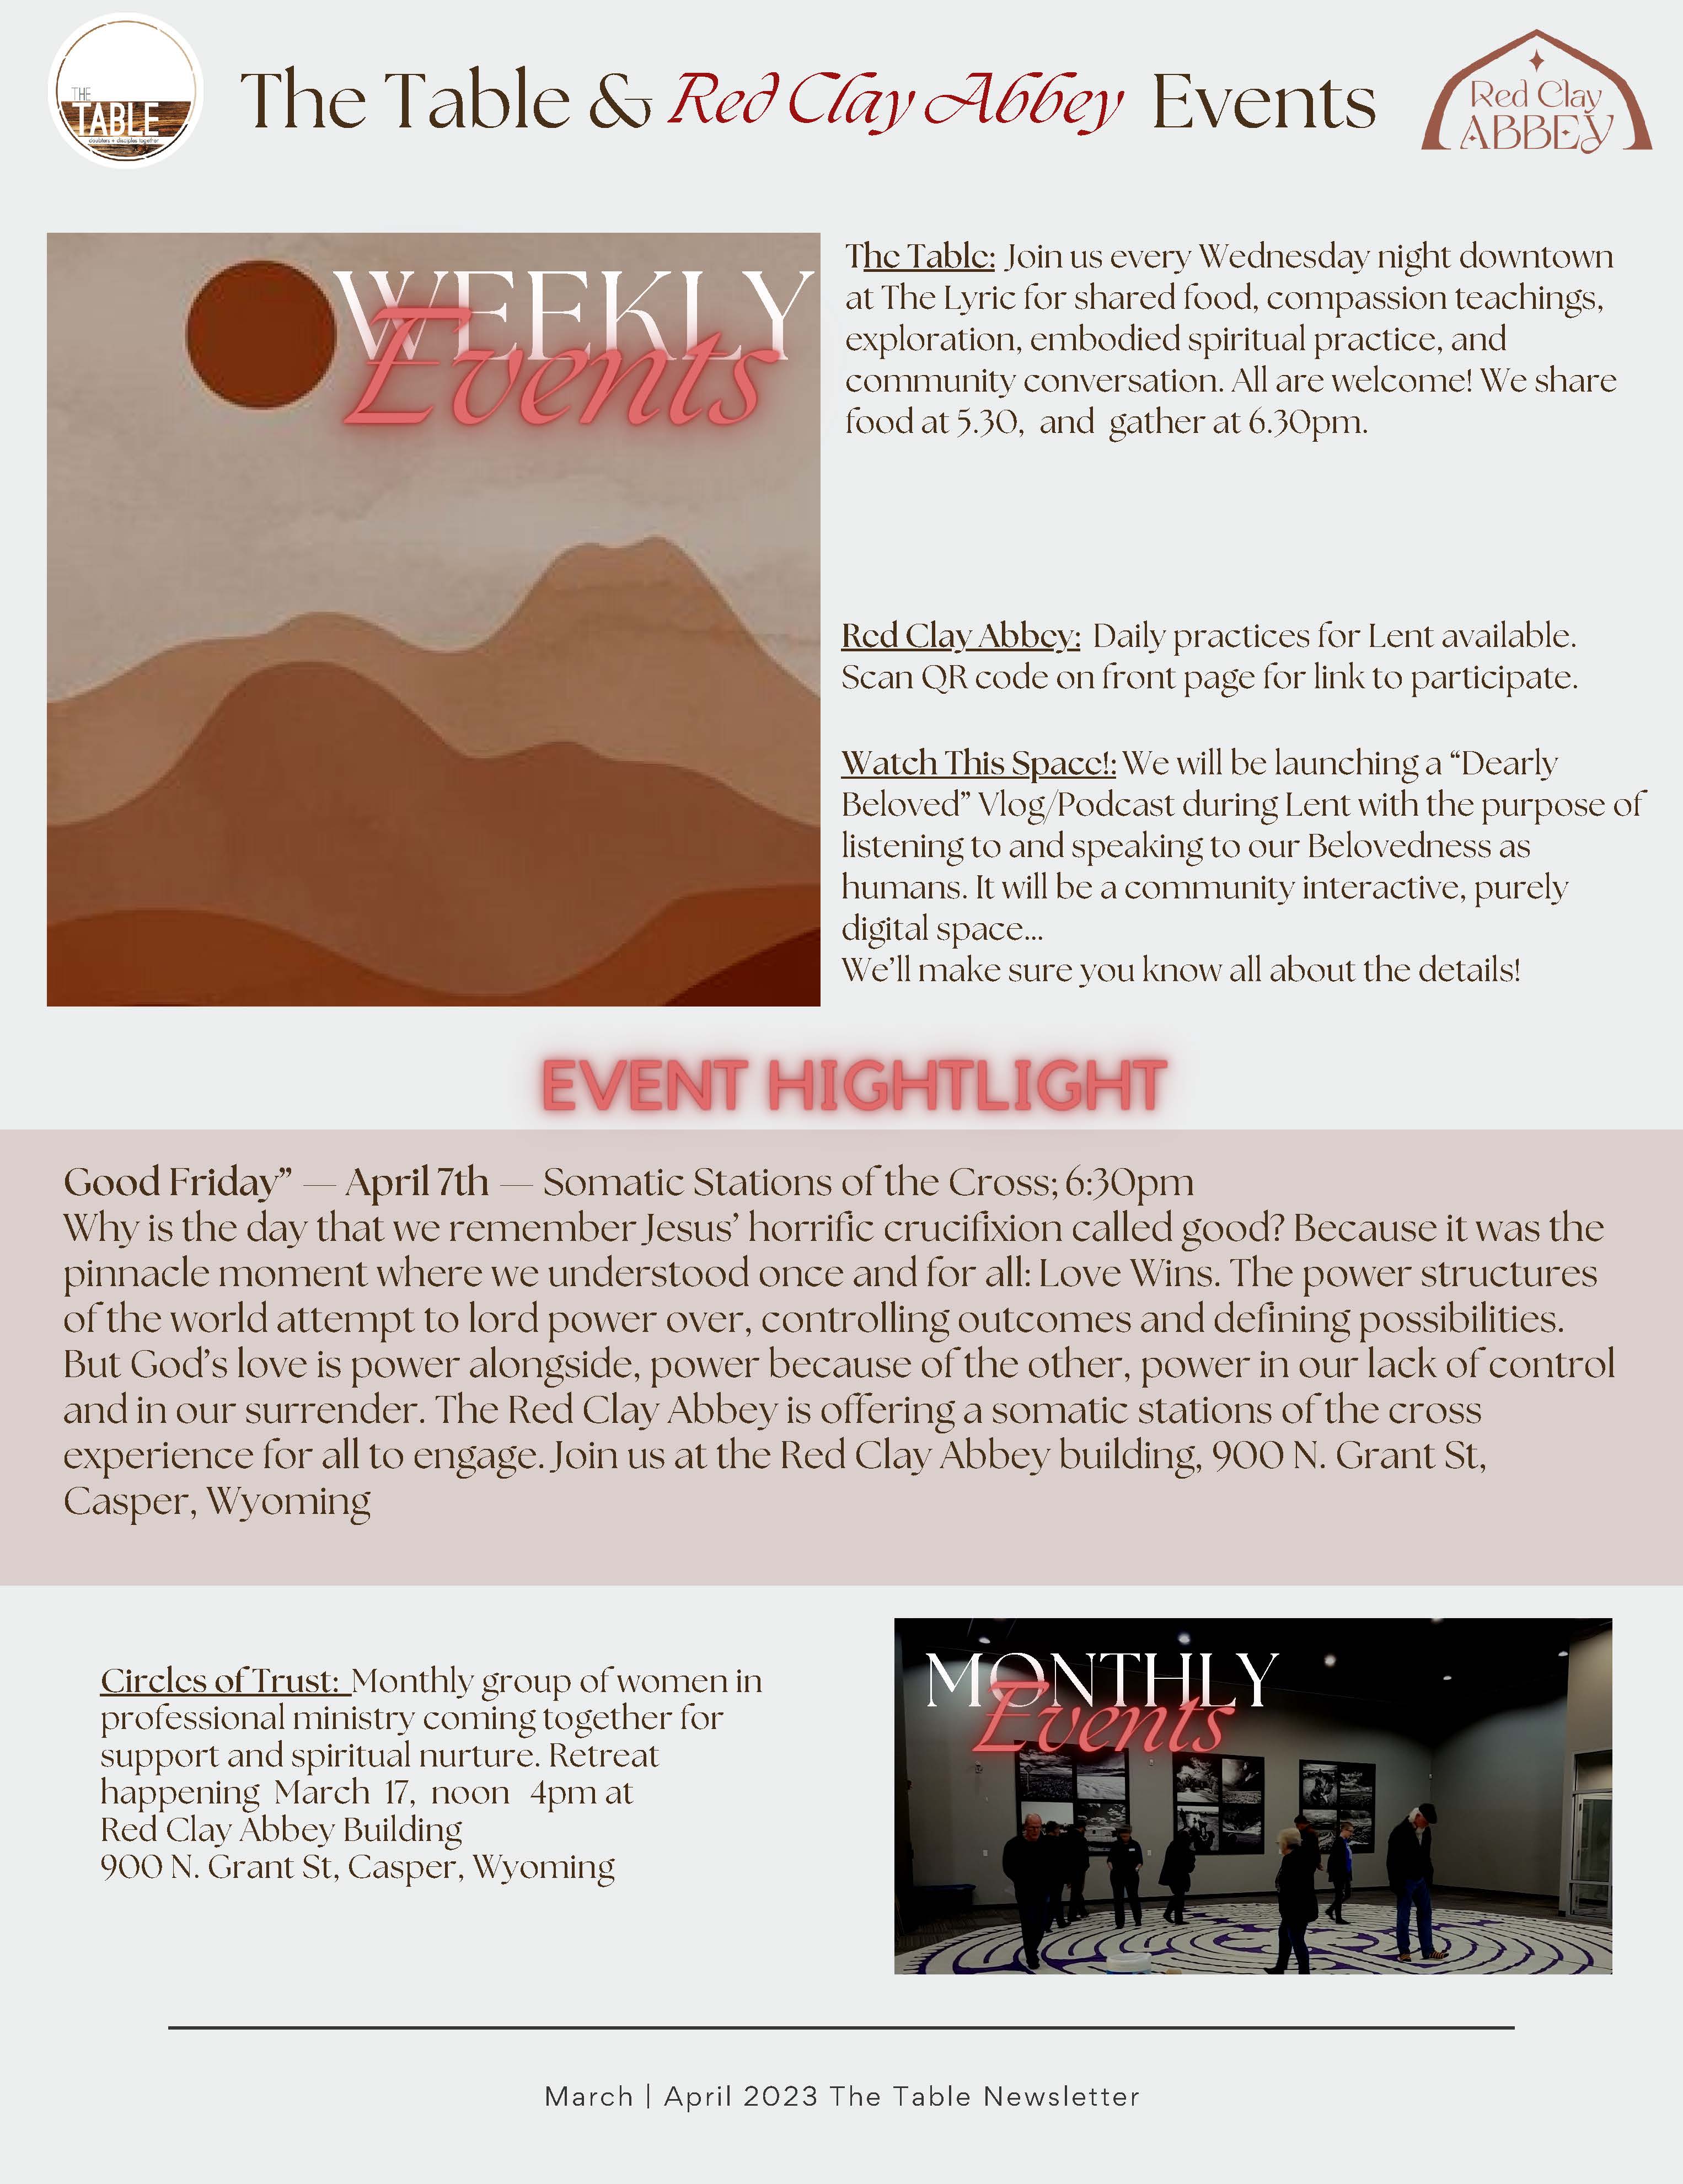 THE
TABLE
doubters + disciples together
The Table & Red Clay Abbey Events
Red Clay
ABBEY
WEEKLY
Events
The Table: Join us every Wednesday night downtown
at The Lyric for shared food, compassion teachings,
exploration, embodied spiritual practice, and
community conversation. All are welcome! We share
food at 5.30, and gather at 6.30pm.
Red Clay Abbey: Daily practices for Lent available.
Scan QR code on front page for link to participate.
Watch This Space!: We will be launching a “Dearly
Beloved” Vlog/Podcast during Lent with the purpose of
listening to and speaking to our Belovedness as
humans. It will be a community interactive, purely
digital space...
We’ll make sure you know all about the details!
EVENT HIGHTLIGHT
Good Friday” — April 7th — Somatic Stations of the Cross; 6:30pm
Why is the day that we remember Jesus’ horrific crucifixion called good? Because it was the
pinnacle moment where we understood once and for all: Love Wins. The power structures
of the world attempt to lord power over, controlling outcomes and defining possibilities.
But God’s love is power alongside, power because of the other, power in our lack of control
and in our surrender. The Red Clay Abbey is offering a somatic stations of the cross
experience for all to engage. Join us at the Red Clay Abbey building, 900 N. Grant St,
Casper, Wyoming
Circles of Trust: Monthly group of women in
professional ministry coming together for
support and spiritual nurture. Retreat
happening March 17, noon 4pm at
Red Clay Abbey Building
900 N. Grant St, Casper, Wyoming
MONTHLY
Events
March | April 2023 The Table Newsletter